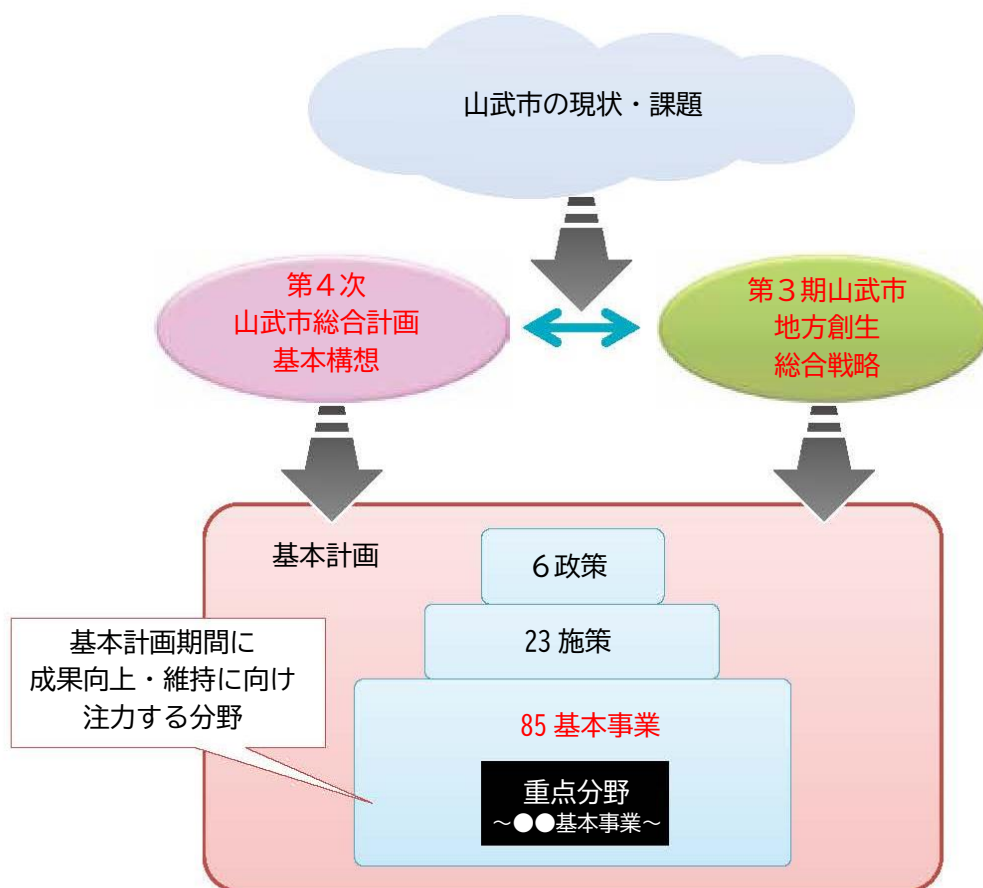 山武市の現状・課題
第４次
山武市総合計画
基本構想
第３期山武市
地方創生
総合戦略
基本計画
６政策
23 施策
基本計画期間に
成果向上・維持に向け
注力する分野
85 基本事業
重点分野
～●●基本事業～